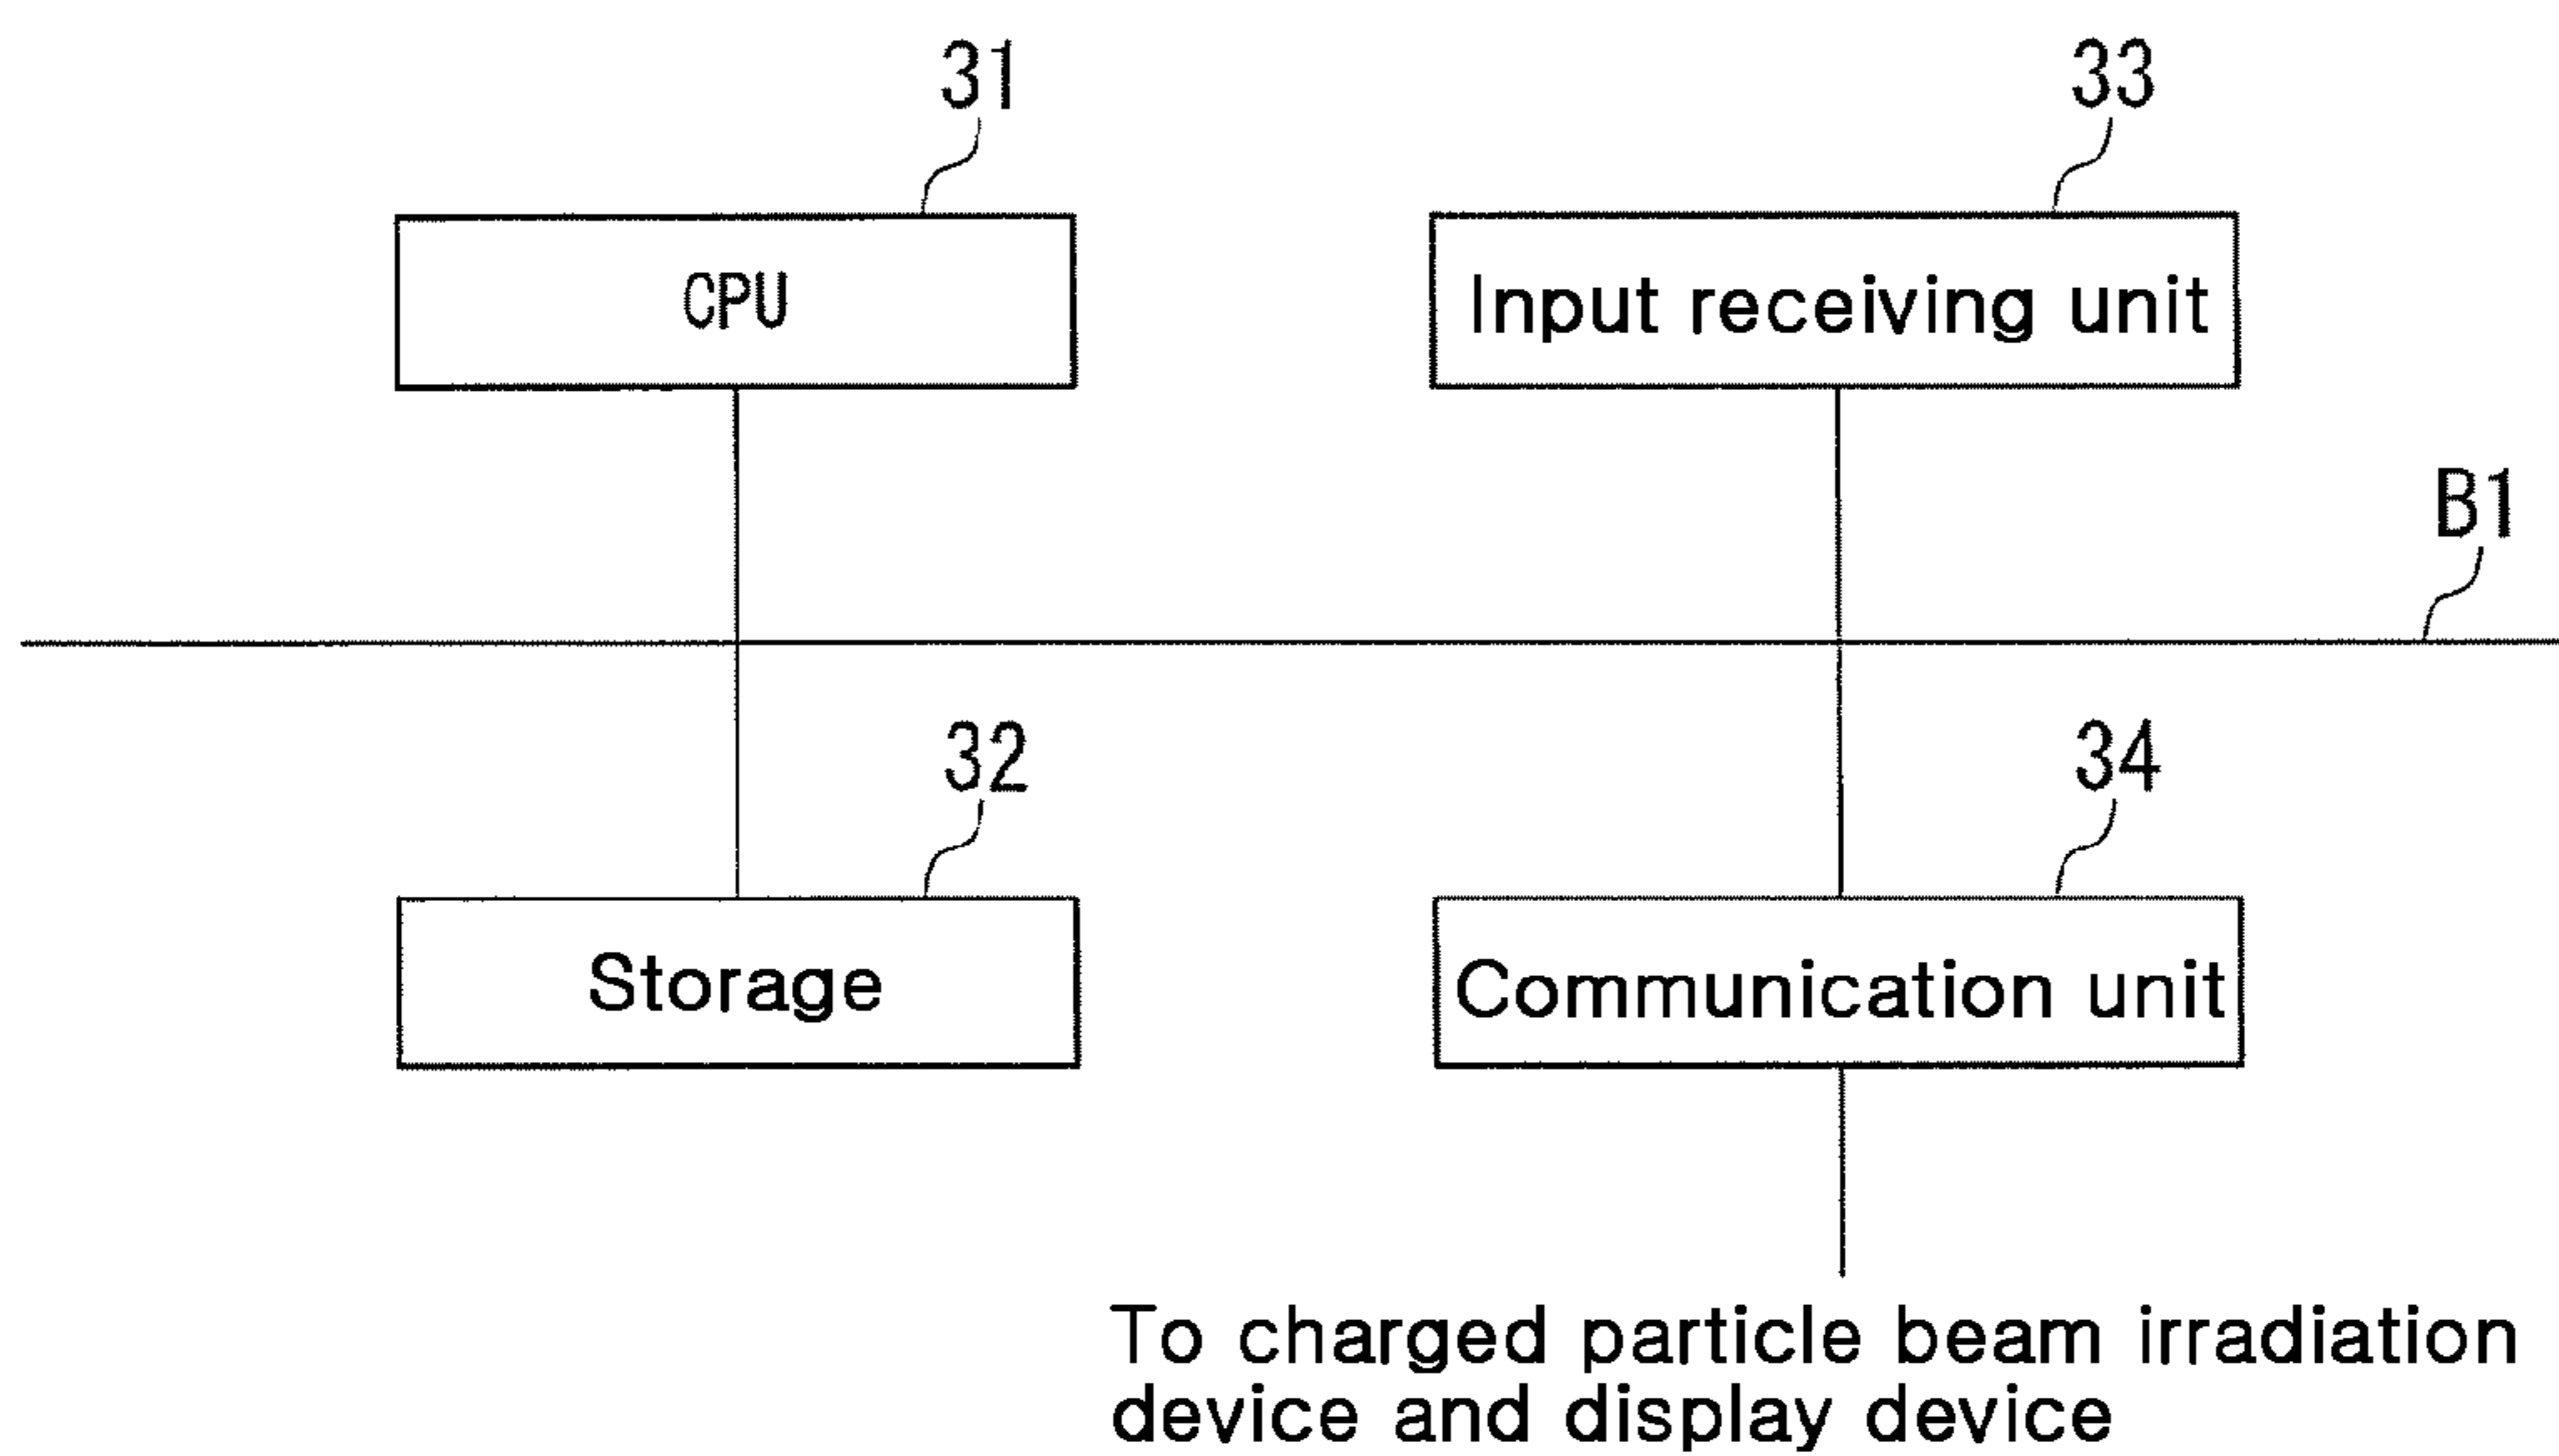 31
33
CPU
Input receiving unit
B1
32
34
Storage
Communication unit
To charged particle beam irradiation
device and display device